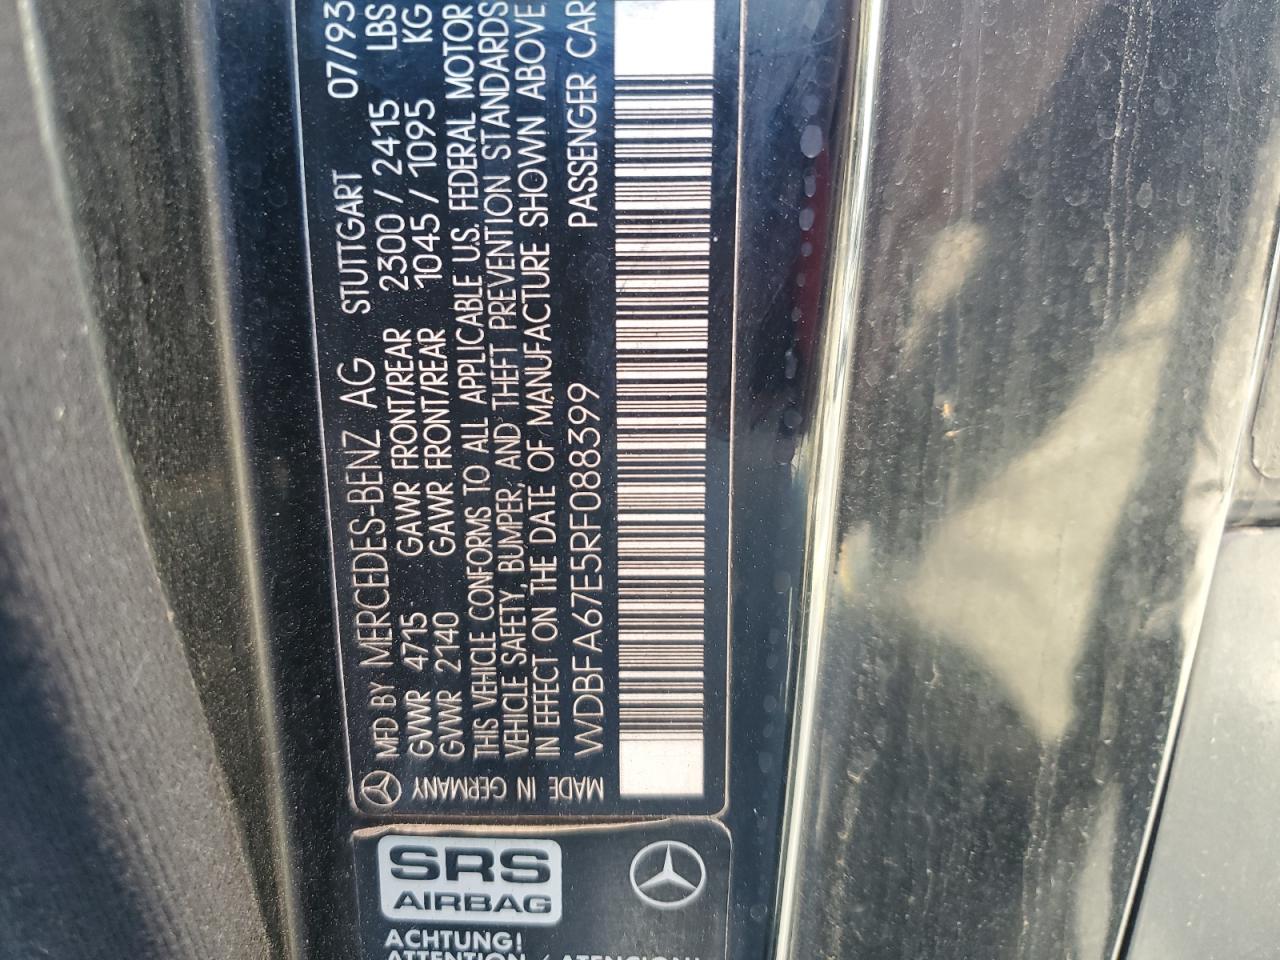 MFD BY MERCEDES-BENZ AG STUTTGART 07/93
GVWR 4715 GAWR FRONT/REAR 2300 / 2415 LBS
GVWR 2140 GAWR FRONT/REAR 1045 / 1095 KG
THIS VEHICLE CONFORMS TO ALL APPLICABLE U.S. FEDERAL MOTOR
VEHICLE SAFETY, BUMPER, AND THEFT PREVENTION STANDARDS
IN EFFECT ON THE DATE OF MANUFACTURE SHOWN ABOVE
WDBFA67E5RF088399 PASSENGER CAR
MADE IN GERMANY
SRS
AIRBAG
ACHTUNG!
ATTENTION / ATENCION!